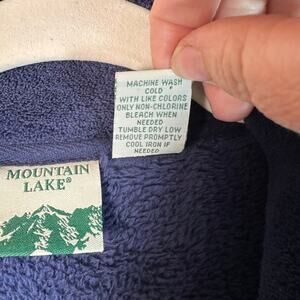 MACHINE WASH
COLD
WITH LIKE COLORS
ONLY NON-CHLORINE
BLEACH WHEN
NEEDED
TUMBLE DRY LOW
REMOVE PROMPTLY
COOL IRON IF
NEEDED
MOUNTAIN
LAKE®